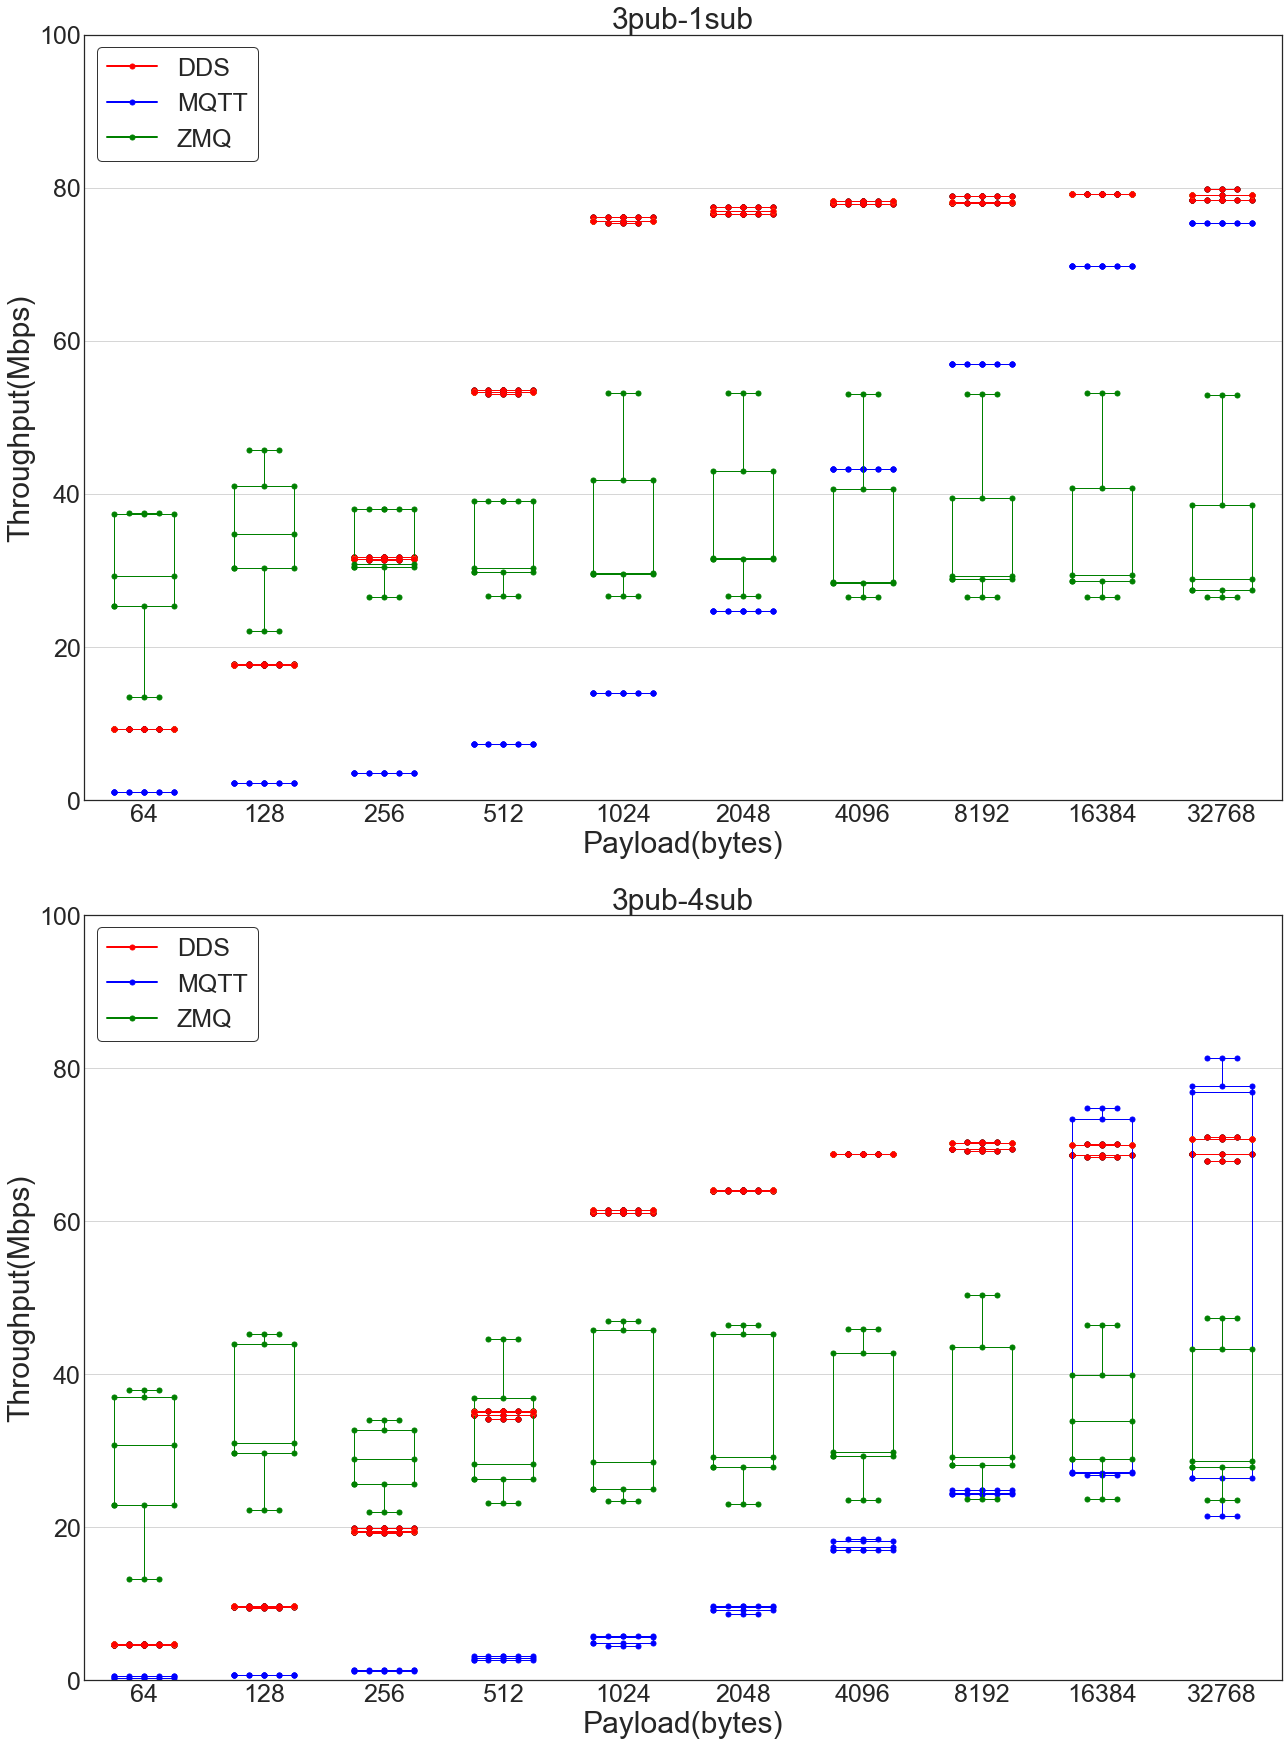 3pub-1sub
100
80
60
40
20
0
Throughput(Mbps)
DDS
MQTT
ZMQ
64 128 256 512 1024 2048 4096 8192 16384 32768
Payload(bytes)
3pub-4sub
100
80
60
40
20
0
Throughput(Mbps)
DDS
MQTT
ZMQ
64 128 256 512 1024 2048 4096 8192 16384 32768
Payload(bytes)